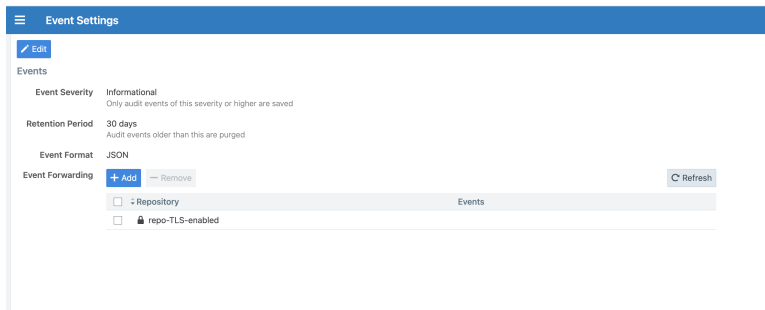 Event Settings
Edit
Events
Event Severity Informational
Only audit events of this severity or higher are saved
Retention Period 30 days
Audit events older than this are purged
Event Format JSON
Event Forwarding + Add − Remove Refresh
Repository Events
repo-TLS-enabled